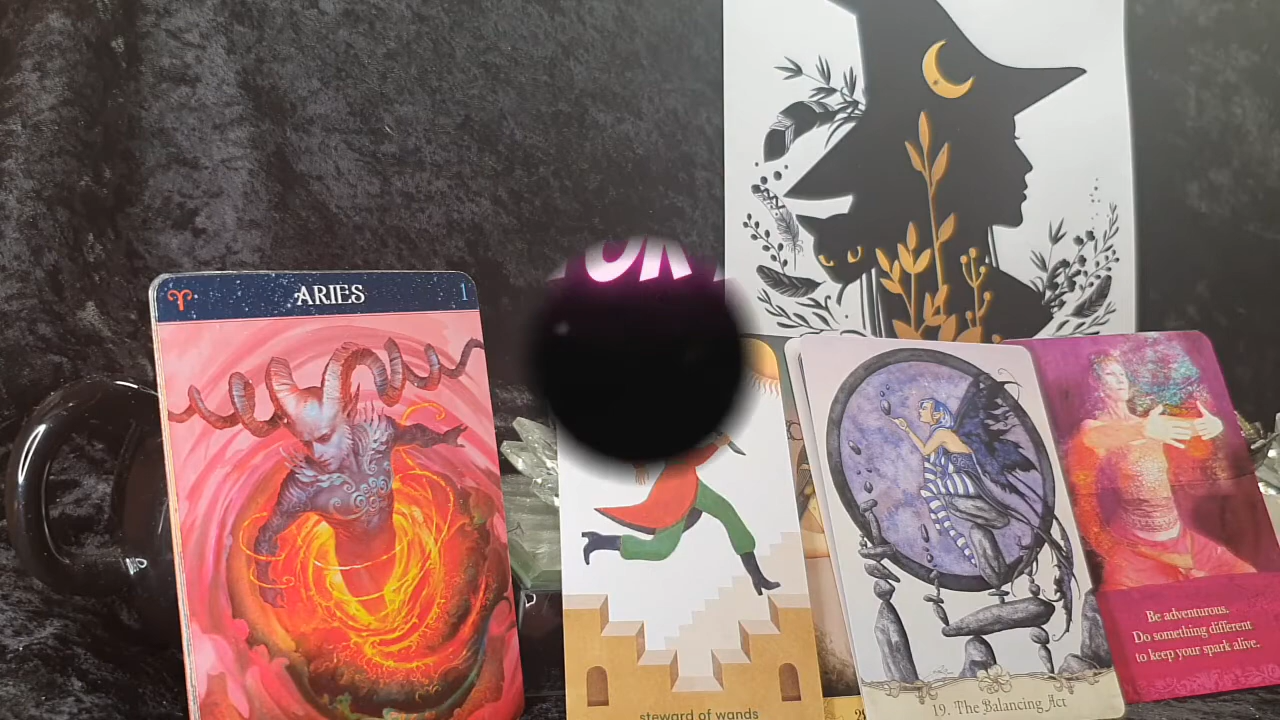 ARIES
1
Be adventurous.
Do something different
to keep your spark alive.
steward of wands
19. The Balancing Act